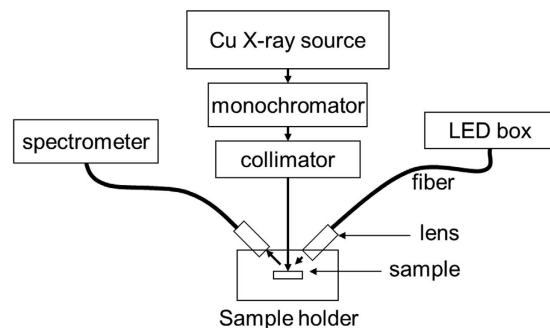 Cu X-ray source
monochromator
spectrometer
LED box
collimator
fiber
lens
sample
Sample holder